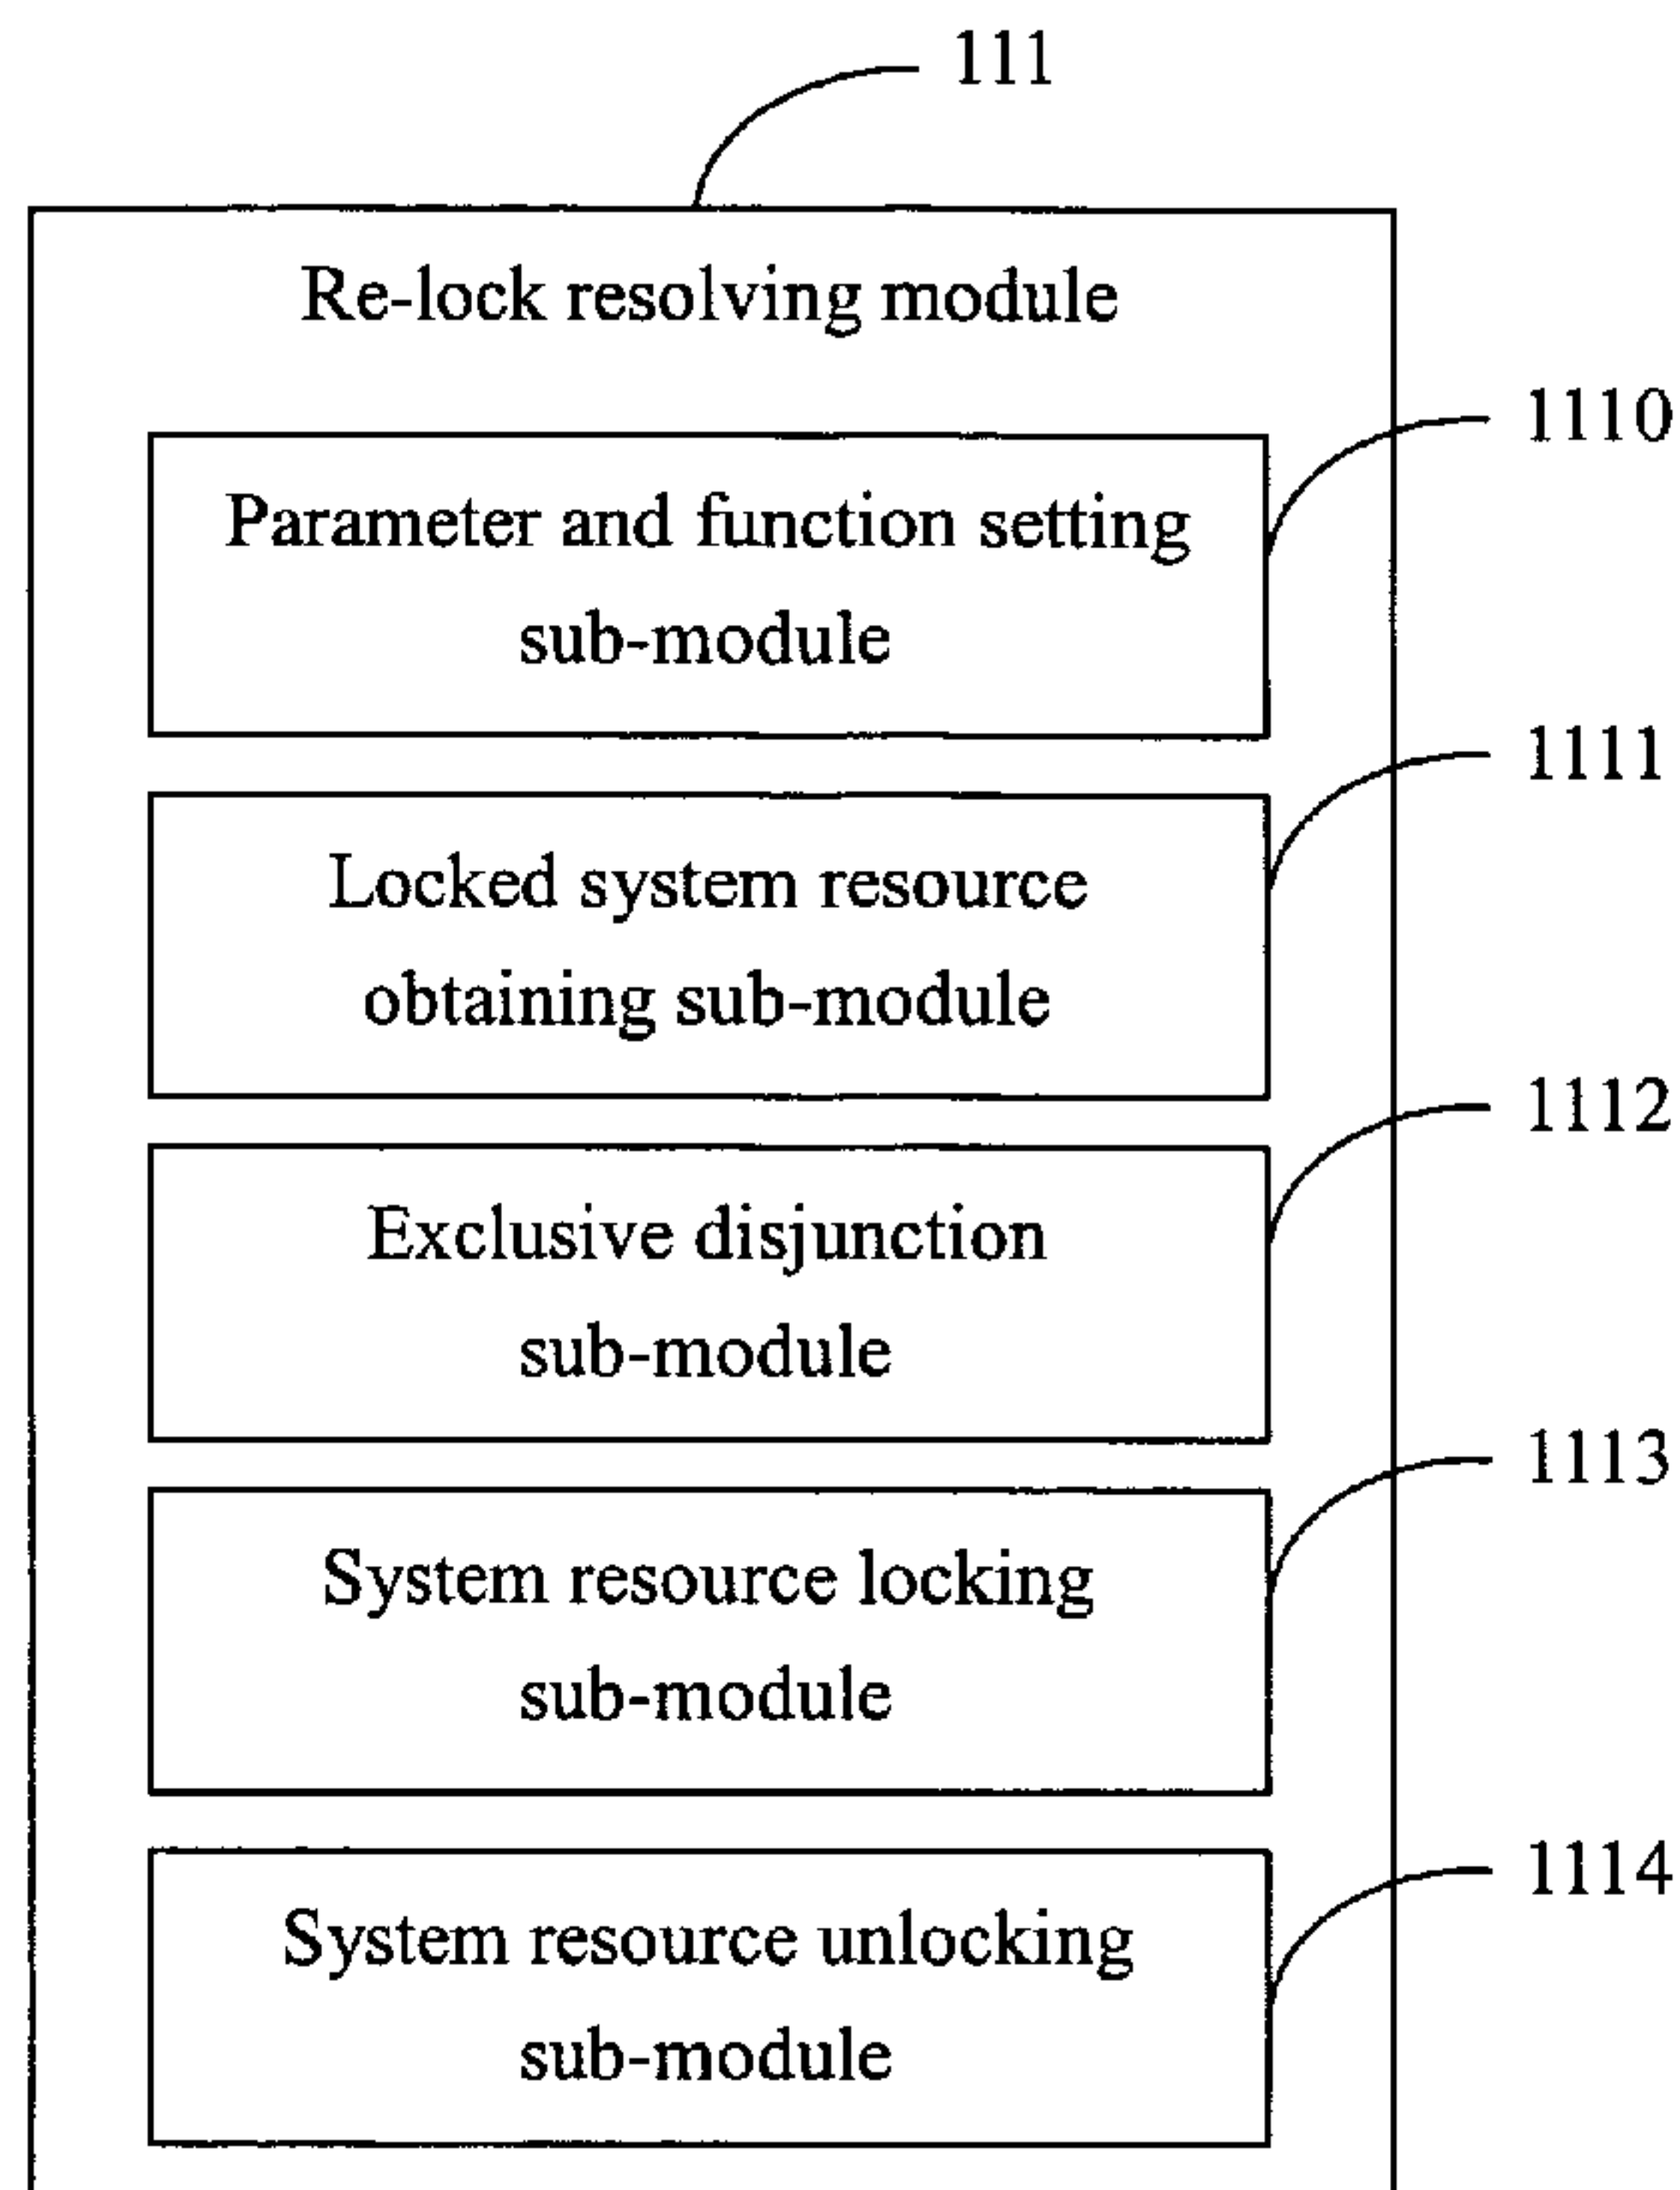 111
Re-lock resolving module
1110
Parameter and function setting
sub-module
1111
Locked system resource
obtaining sub-module
1112
Exclusive disjunction
sub-module
1113
System resource locking
sub-module
1114
System resource unlocking
sub-module